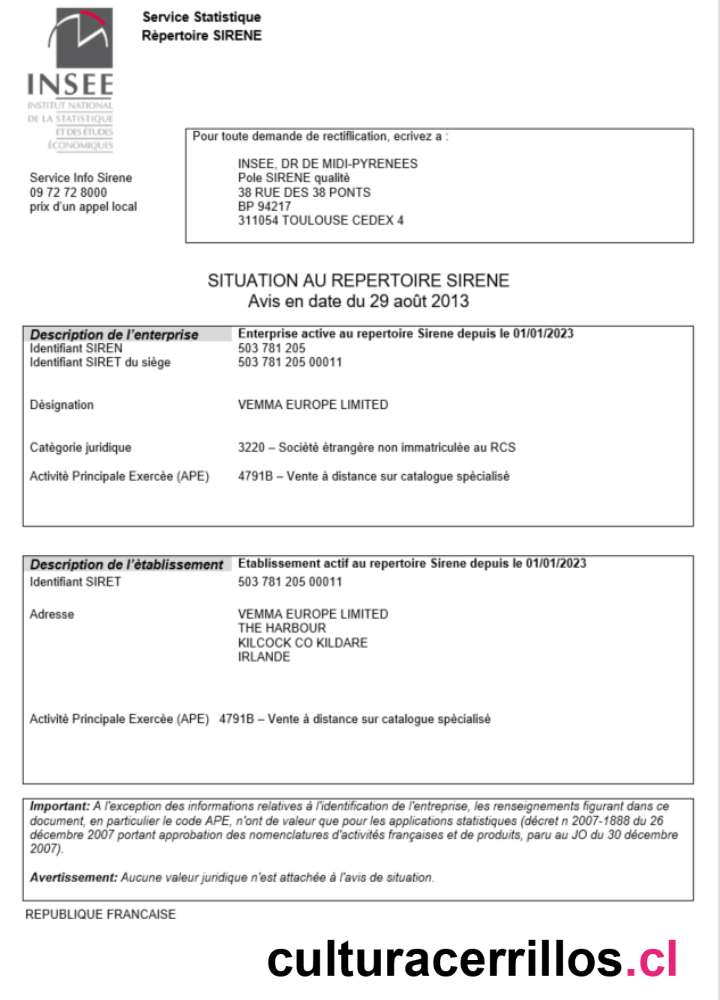 Service Statistique
Rèpertoire SIRENE
INSEE
INSTITUT NATIONAL
DE LA STATISTIQUE
ET DES ÉTUDES
ÉCONOMIQUES
Service Info Sirene
09 72 72 8000
prix d'un appel local
Pour toute demande de rectiflication, ecrivez a :
INSEE, DR DE MIDI-PYRENEES
Pole SIRENE qualité
38 RUE DES 38 PONTS
BP 94217
311054 TOULOUSE CEDEX 4
SITUATION AU REPERTOIRE SIRENE
Avis en date du 29 août 2013
Description de l'enterprise Enterprise active au repertoire Sirene depuis le 01/01/2023
Identifiant SIREN 503 781 205
Identifiant SIRET du siège 503 781 205 00011
Dèsignation VEMMA EUROPE LIMITED
Catègorie juridique 3220 – Socièté ètrangère non immatriculèe au RCS
Activitè Principale Exercèe (APE) 4791B – Vente à distance sur catalogue spècialisè
Description de l'ètablissement Etablissement actif au repertoire Sirene depuis le 01/01/2023
Identifiant SIRET 503 781 205 00011
Adresse VEMMA EUROPE LIMITED
THE HARBOUR
KILCOCK CO KILDARE
IRLANDE
Activitè Principale Exercèe (APE) 4791B – Vente à distance sur catalogue spècialisè
Important: A l'exception des informations relatives à l'identification de l'entreprise, les renseignements figurant dans ce
document, en particulier le code APE, n'ont de valeur que pour les applications statistiques (décret n 2007-1888 du 26
décembre 2007 portant approbation des nomenclatures d'activités françaises et de produits, paru au JO du 30 décembre
2007).
Avertissement: Aucune valeur juridique n'est attachée à l'avis de situation.
REPUBLIQUE FRANCAISE
culturacerrillos.cl